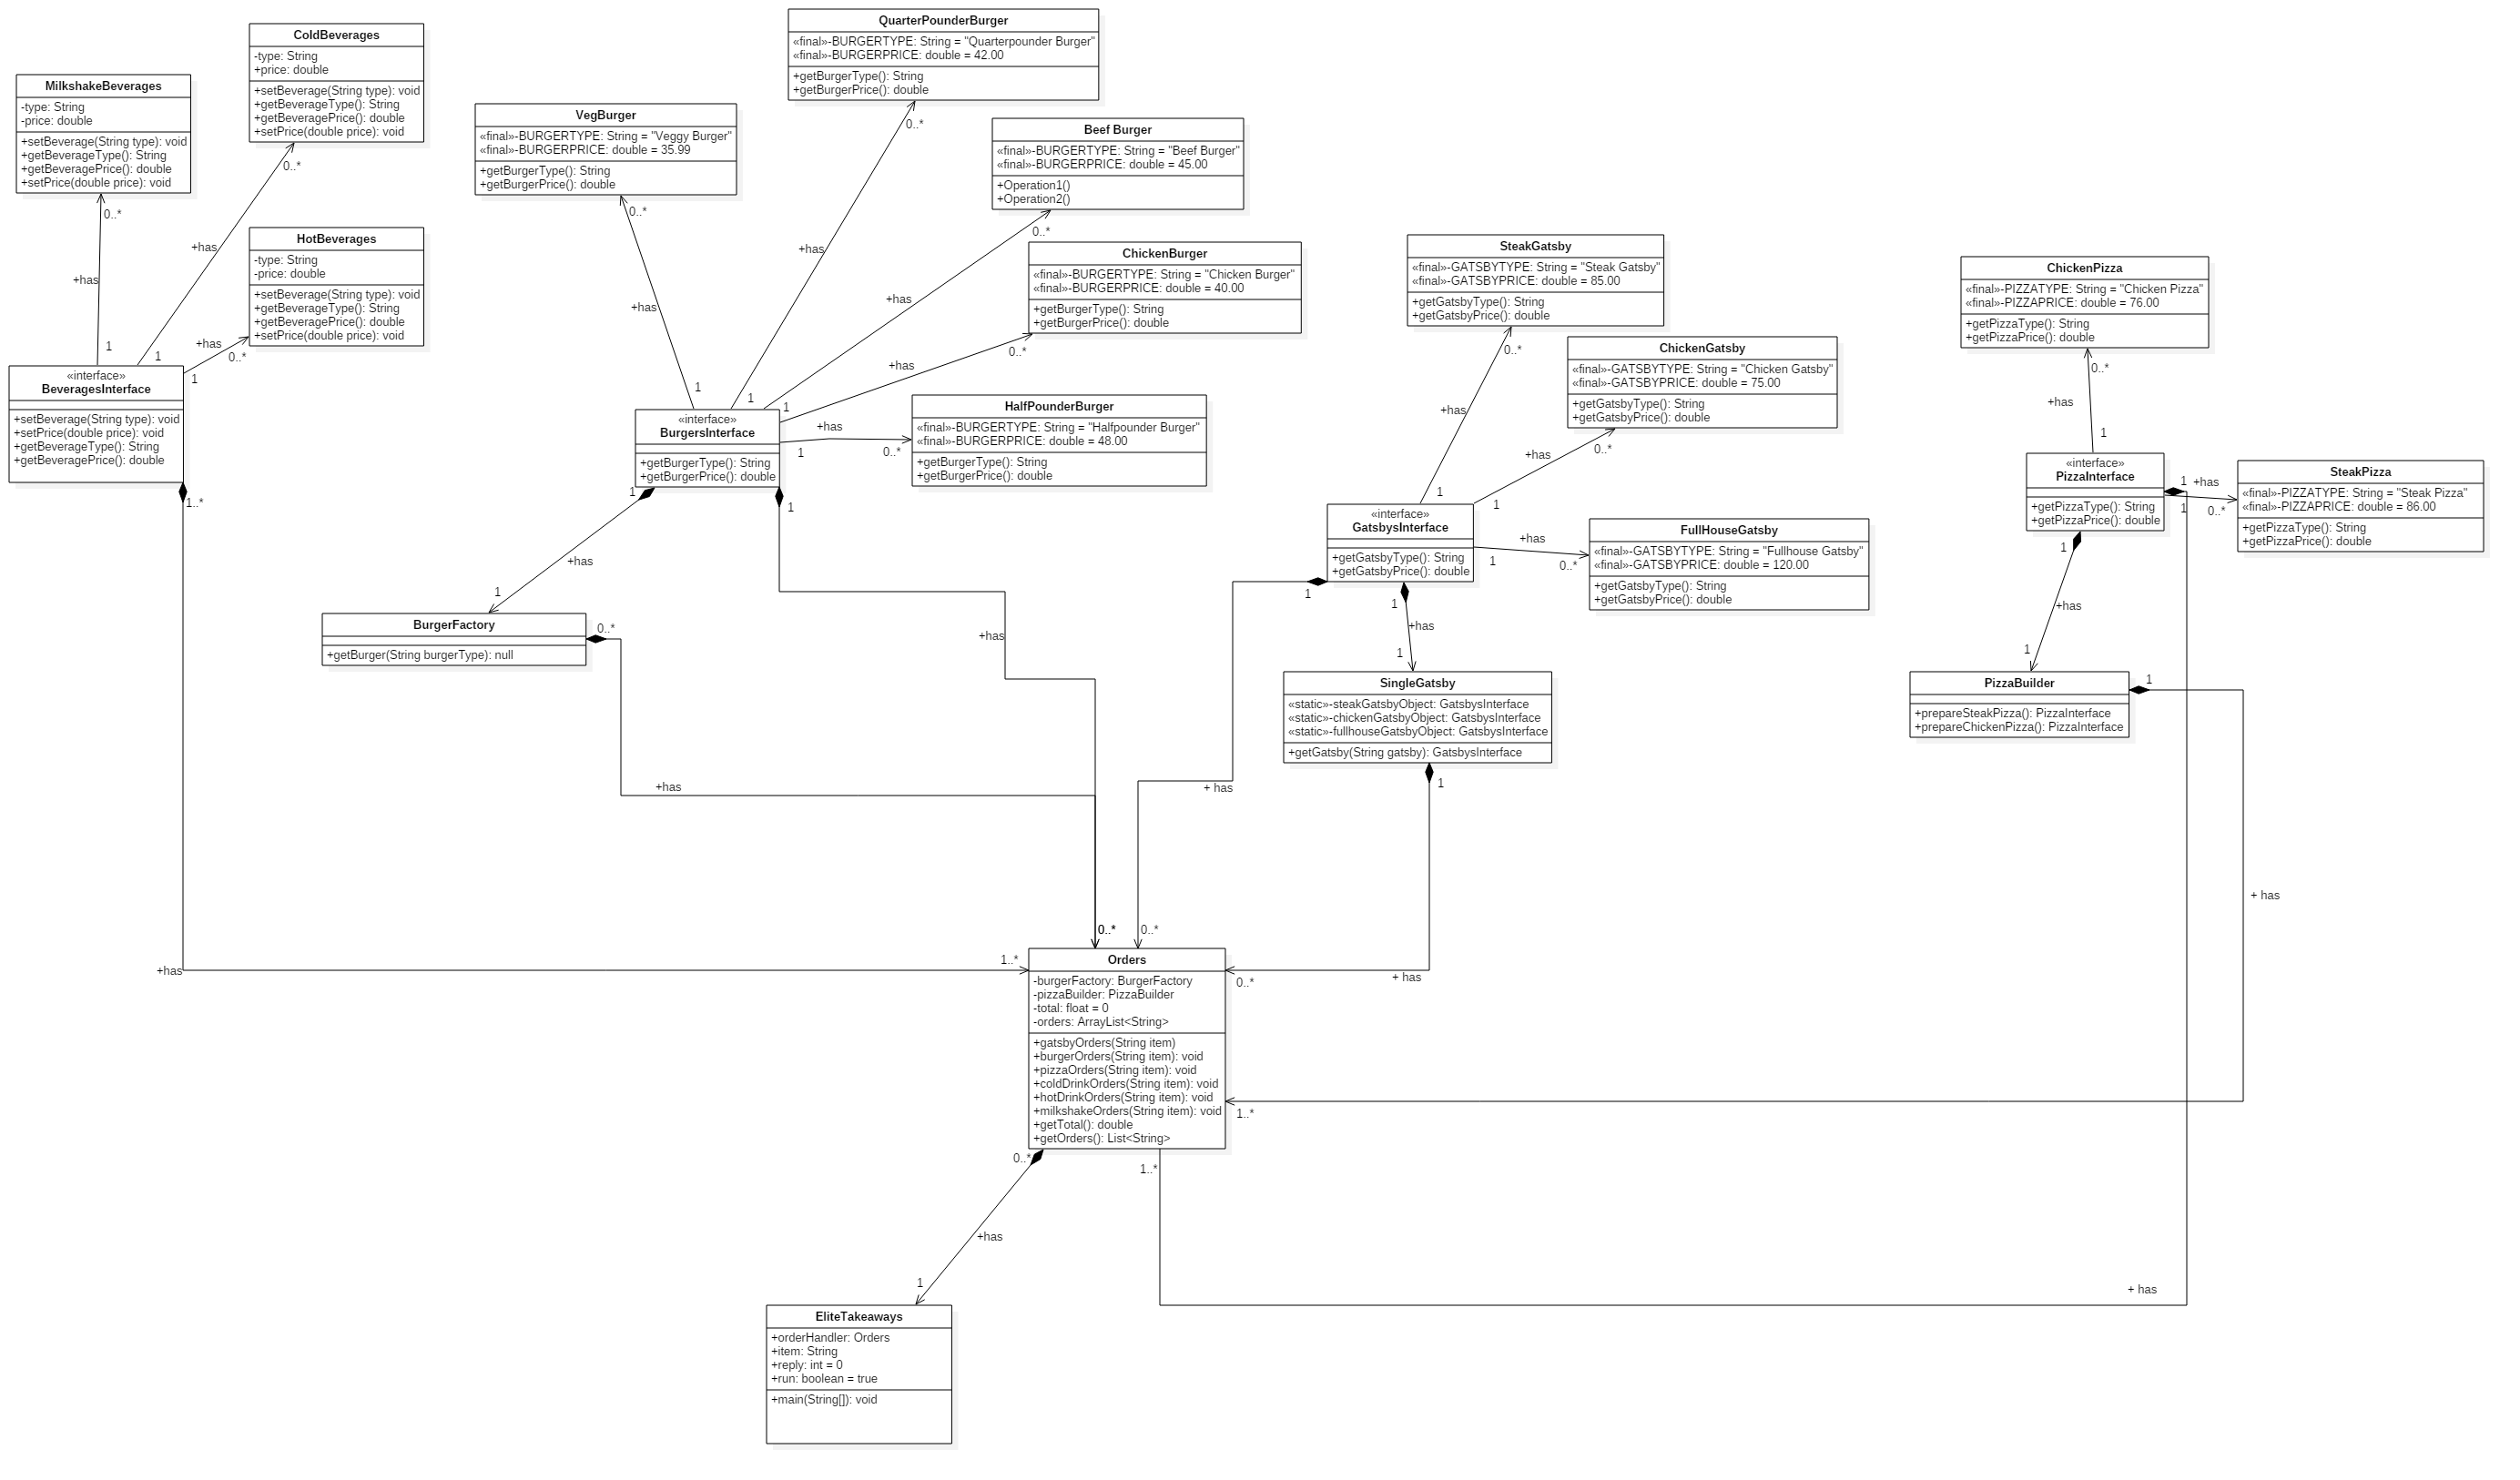 QuarterPounderBurger
«final»-BURGERTYPE: String = "Quarterpounder Burger"
«final»-BURGERPRICE: double = 42.00
+getBurgerType(): String
+getBurgerPrice(): double
0..*
+has
1
ColdBeverages
-type: String
+price: double
+setBeverage(String type): void
+getBeverageType(): String
+getBeveragePrice(): double
+setPrice(double price): void
0..*
+has
1
MilkshakeBeverages
-type: String
-price: double
+setBeverage(String type): void
+getBeverageType(): String
+getBeveragePrice(): double
+setPrice(double price): void
0..*
+has
1
HotBeverages
-type: String
-price: double
+setBeverage(String type): void
+getBeverageType(): String
+getBeveragePrice(): double
+setPrice(double price): void
+has
0..*
1
«interface»
BeveragesInterface
+setBeverage(String type): void
+setPrice(double price): void
+getBeverageType(): String
+getBeveragePrice(): double
1..*
+has
1..*
VegBurger
«final»-BURGERTYPE: String = "Veggy Burger"
«final»-BURGERPRICE: double = 35.99
+getBurgerType(): String
+getBurgerPrice(): double
0..*
+has
1
Beef Burger
«final»-BURGERTYPE: String = "Beef Burger"
«final»-BURGERPRICE: double = 45.00
+Operation1()
+Operation2()
0..*
+has
1
ChickenBurger
«final»-BURGERTYPE: String = "Chicken Burger"
«final»-BURGERPRICE: double = 40.00
+getBurgerType(): String
+getBurgerPrice(): double
0..*
+has
HalfPounderBurger
«final»-BURGERTYPE: String = "Halfpounder Burger"
«final»-BURGERPRICE: double = 48.00
+getBurgerType(): String
+getBurgerPrice(): double
+has
0..*
1
«interface»
BurgersInterface
+getBurgerType(): String
+getBurgerPrice(): double
1
1
+has
1
BurgerFactory
+getBurger(String burgerType): null
0..*
+has
+has
0..*
SteakGatsby
«final»-GATSBYTYPE: String = "Steak Gatsby"
«final»-GATSBYPRICE: double = 85.00
+getGatsbyType(): String
+getGatsbyPrice(): double
0..*
+has
1
ChickenGatsby
«final»-GATSBYTYPE: String = "Chicken Gatsby"
«final»-GATSBYPRICE: double = 75.00
+getGatsbyType(): String
+getGatsbyPrice(): double
0..*
+has
1
«interface»
GatsbysInterface
+getGatsbyType(): String
+getGatsbyPrice(): double
+has
1
0..*
FullHouseGatsby
«final»-GATSBYTYPE: String = "Fullhouse Gatsby"
«final»-GATSBYPRICE: double = 120.00
+getGatsbyType(): String
+getGatsbyPrice(): double
1
1
+has
1
SingleGatsby
«static»-steakGatsbyObject: GatsbysInterface
«static»-chickenGatsbyObject: GatsbysInterface
«static»-fullhouseGatsbyObject: GatsbysInterface
+getGatsby(String gatsby): GatsbysInterface
1
+ has
0..*
+ has
0..*
ChickenPizza
«final»-PIZZATYPE: String = "Chicken Pizza"
«final»-PIZZAPRICE: double = 76.00
+getPizzaType(): String
+getPizzaPrice(): double
0..*
+has
1
«interface»
PizzaInterface
+getPizzaType(): String
+getPizzaPrice(): double
1
+has
1
0..*
SteakPizza
«final»-PIZZATYPE: String = "Steak Pizza"
«final»-PIZZAPRICE: double = 86.00
+getPizzaType(): String
+getPizzaPrice(): double
1
+has
1
PizzaBuilder
+prepareSteakPizza(): PizzaInterface
+prepareChickenPizza(): PizzaInterface
1
+ has
1..*
Orders
-burgerFactory: BurgerFactory
-pizzaBuilder: PizzaBuilder
-total: float = 0
-orders: ArrayList<String>
+gatsbyOrders(String item)
+burgerOrders(String item): void
+pizzaOrders(String item): void
+coldDrinkOrders(String item): void
+hotDrinkOrders(String item): void
+milkshakeOrders(String item): void
+getTotal(): double
+getOrders(): List<String>
0..*
1..*
+ has
+has
1
EliteTakeaways
+orderHandler: Orders
+item: String
+reply: int = 0
+run: boolean = true
+main(String[]): void